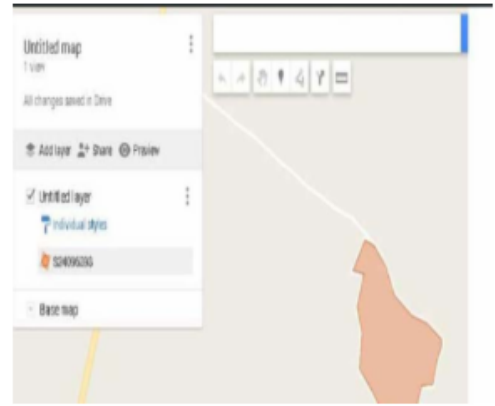 Untitled map
1 view
All changes saved in Drive
Add layer Share Preview
Untitled layer
Individual styles
Base map